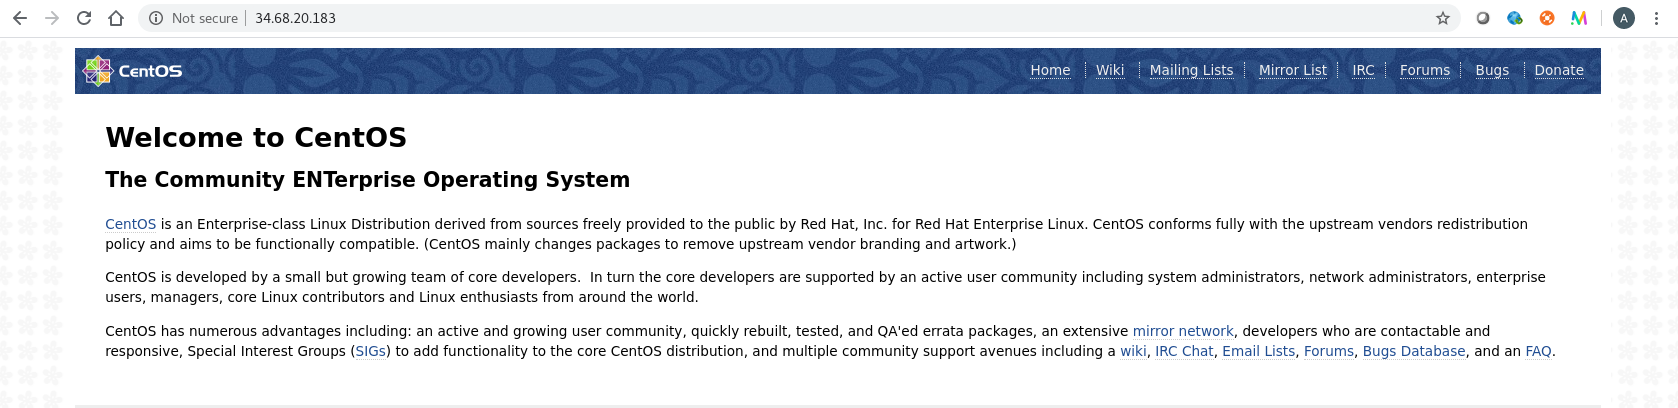 Not secure 34.68.20.183 A
CentOS Home Wiki Mailing Lists Mirror List IRC Forums Bugs Donate
Welcome to CentOS
The Community ENTerprise Operating System
CentOS is an Enterprise-class Linux Distribution derived from sources freely provided to the public by Red Hat, Inc. for Red Hat Enterprise Linux. CentOS conforms fully with the upstream vendors redistribution
policy and aims to be functionally compatible. (CentOS mainly changes packages to remove upstream vendor branding and artwork.)
CentOS is developed by a small but growing team of core developers.  In turn the core developers are supported by an active user community including system administrators, network administrators, enterprise
users, managers, core Linux contributors and Linux enthusiasts from around the world.
CentOS has numerous advantages including: an active and growing user community, quickly rebuilt, tested, and QA'ed errata packages, an extensive mirror network, developers who are contactable and
responsive, Special Interest Groups (SIGs) to add functionality to the core CentOS distribution, and multiple community support avenues including a wiki, IRC Chat, Email Lists, Forums, Bugs Database, and an FAQ.